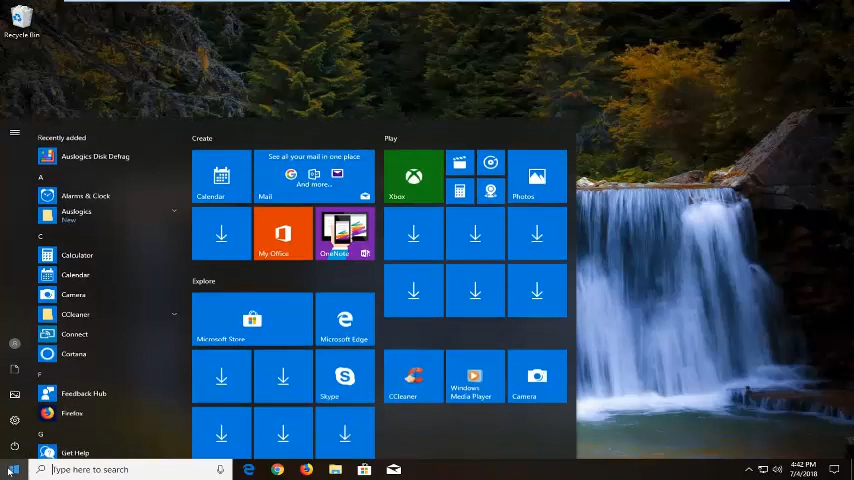 Recycle Bin
Recently added
Auslogics Disk Defrag
A
Alarms & Clock
Auslogics
New
C
Calculator
Calendar
Camera
CCleaner
Connect
Cortana
F
Feedback Hub
Firefox
G
Get Help
Create
Calendar
See all your mail in one place
And more...
Mail
My Office
OneNote
Explore
Microsoft Store
Microsoft Edge
Skype
Play
Xbox
Photos
CCleaner
Windows
Media Player
Camera
Type here to search
4:42 PM
7/4/2018